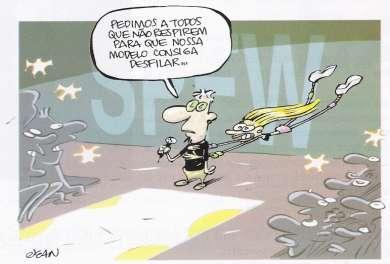 PEDIMOS A TODOS
QUE NÃO RESPIREM
PARA QUE NOSSA
MODELO CONSIGA
DESFILAR...
SPFW
JEAN